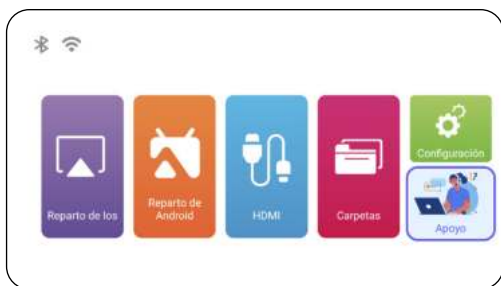 Reparto de los
Reparto de
Android
HDMI
Carpetas
Configuración
Apoyo